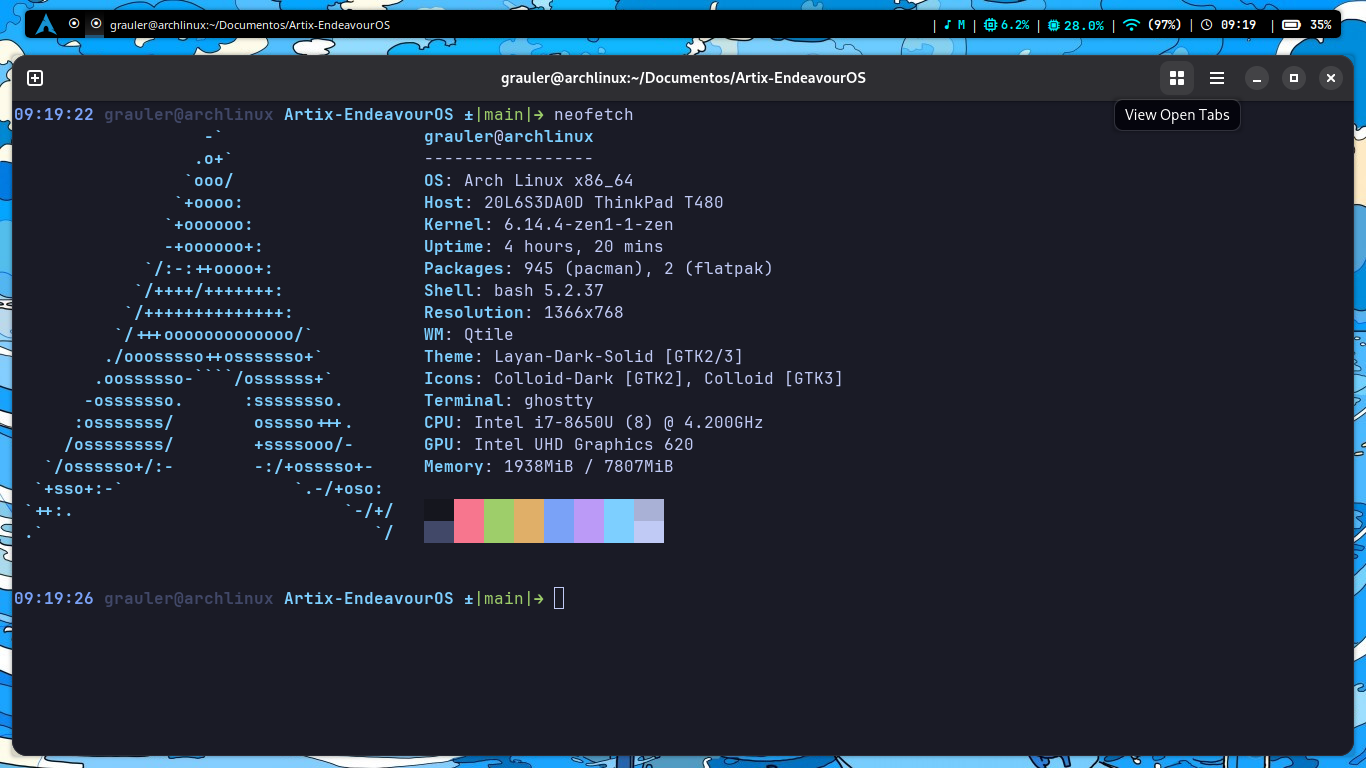 grauler@archlinux:~/Documentos/Artix-EndeavourOS | M | 6.2% | 28.0% | (97%) | 09:19 | 35%
grauler@archlinux:~/Documentos/Artix-EndeavourOS
View Open Tabs
09:19:22 grauler@archlinux Artix-EndeavourOS ±|main|→ neofetch
-` grauler@archlinux
.o+` -----------------
`ooo/ OS: Arch Linux x86_64
`+oooo: Host: 20L6S3DA0D ThinkPad T480
`+oooooo: Kernel: 6.14.4-zen1-1-zen
-+oooooo+: Uptime: 4 hours, 20 mins
`/:-:++oooo+: Packages: 945 (pacman), 2 (flatpak)
`/++++/+++++++: Shell: bash 5.2.37
`/++++++++++++++: Resolution: 1366x768
`/+++ooooooooooooo/` WM: Qtile
./ooosssso++osssssso+` Theme: Layan-Dark-Solid [GTK2/3]
.oossssso-````/ossssss+` Icons: Colloid-Dark [GTK2], Colloid [GTK3]
-osssssso. :ssssssso. Terminal: ghostty
:osssssss/ osssso+++. CPU: Intel i7-8650U (8) @ 4.200GHz
/ossssssss/ +ssssooo/- GPU: Intel UHD Graphics 620
`/ossssso+/:- -:/+osssso+- Memory: 1938MiB / 7807MiB
`+sso+:-` `.-/+oso:
`++:. `-/+/
.` `/
09:19:26 grauler@archlinux Artix-EndeavourOS ±|main|→